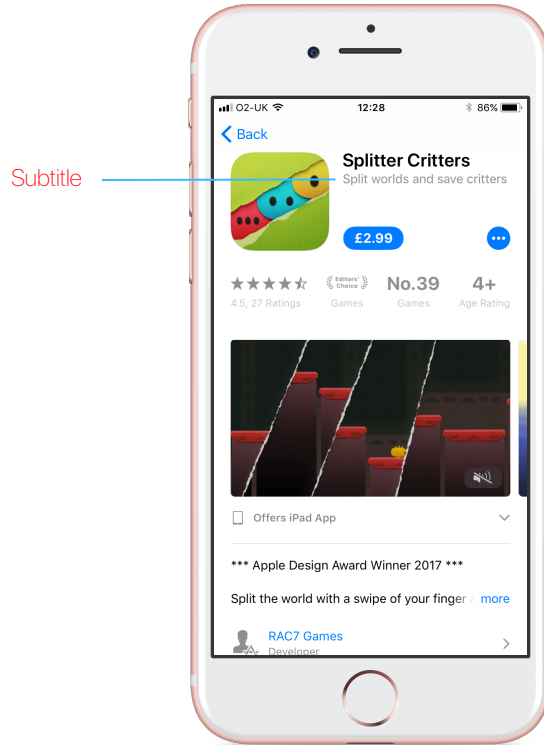 O2-UK 12:28 86%
Back
Subtitle
Splitter Critters
Split worlds and save critters
£2.99
★★★★⯪ Editors' Choice No.39 4+
4.5, 27 Ratings Games Games Age Rating
Offers iPad App
*** Apple Design Award Winner 2017 ***
Split the world with a swipe of your finger a more
RAC7 Games
Developer